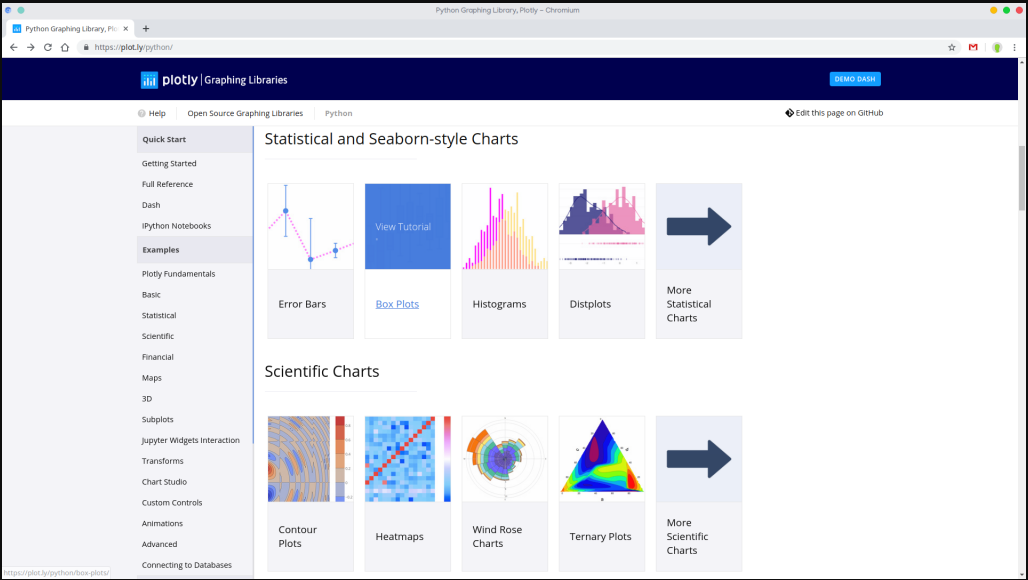 Python Graphing Library, Plotly – Chromium
Python Graphing Library, Plo
https://plot.ly/python/
plotly | Graphing Libraries
DEMO DASH
Help
Open Source Graphing Libraries
Python
Edit this page on GitHub
Quick Start
Getting Started
Full Reference
Dash
IPython Notebooks
Examples
Plotly Fundamentals
Basic
Statistical
Scientific
Financial
Maps
3D
Subplots
Jupyter Widgets Interaction
Transforms
Chart Studio
Custom Controls
Animations
Advanced
Connecting to Databases
Statistical and Seaborn-style Charts
View Tutorial
Error Bars
Box Plots
Histograms
Distplots
More
Statistical
Charts
Scientific Charts
Contour
Plots
Heatmaps
Wind Rose
Charts
Ternary Plots
More
Scientific
Charts
https://plot.ly/python/box-plots/